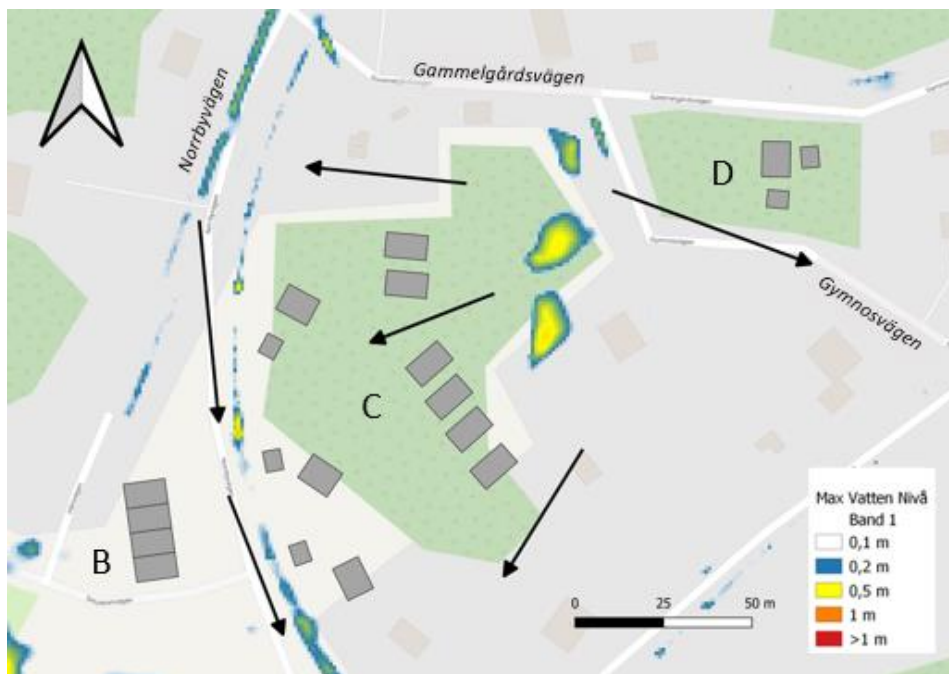 Norrbyvägen
Gammelgårdsvägen
Gymnosvägen
D
C
B
Max Vatten Nivå
Band 1
0,1 m
0,2 m
0,5 m
1 m
>1 m
0 25 50 m